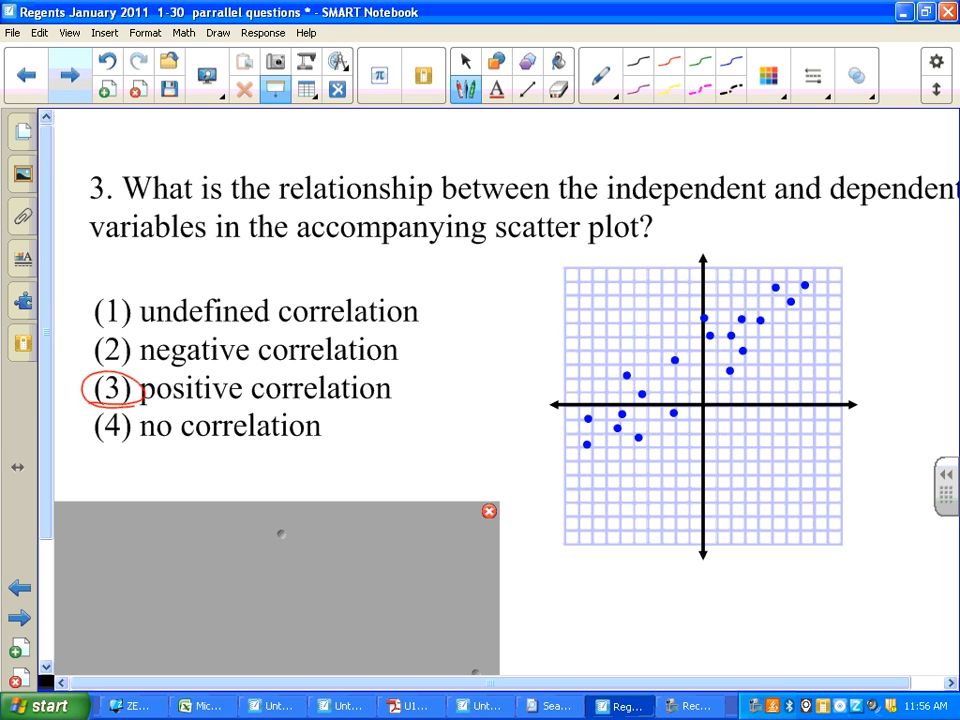 Regents January 2011  1-30  parrallel questions * - SMART Notebook
File Edit View Insert Format Math Draw Response Help
3. What is the relationship between the independent and dependent
variables in the accompanying scatter plot?
(1) undefined correlation
(2) negative correlation
(3) positive correlation
(4) no correlation
start ZE... Mic... Unt... Unt... U1... Unt... Sea... Reg... Rec... 11:56 AM